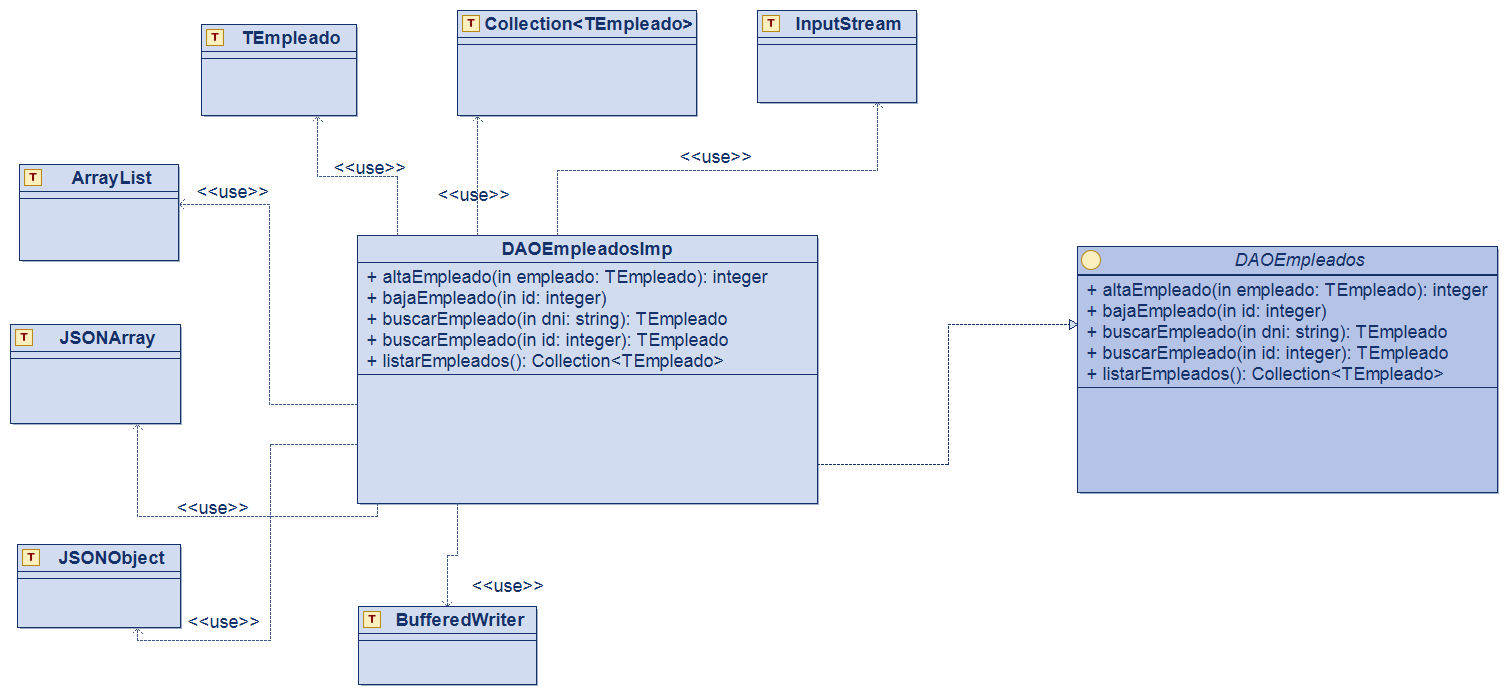 T Collection<TEmpleado>
T InputStream
T TEmpleado
<<use>>
<<use>>
<<use>>
T ArrayList
<<use>>
DAOEmpleadosImp
+ altaEmpleado(in empleado: TEmpleado): integer
+ bajaEmpleado(in id: integer)
+ buscarEmpleado(in dni: string): TEmpleado
+ buscarEmpleado(in id: integer): TEmpleado
+ listarEmpleados(): Collection<TEmpleado>
DAOEmpleados
+ altaEmpleado(in empleado: TEmpleado): integer
+ bajaEmpleado(in id: integer)
+ buscarEmpleado(in dni: string): TEmpleado
+ buscarEmpleado(in id: integer): TEmpleado
+ listarEmpleados(): Collection<TEmpleado>
T JSONArray
<<use>>
T JSONObject
<<use>>
<<use>>
T BufferedWriter